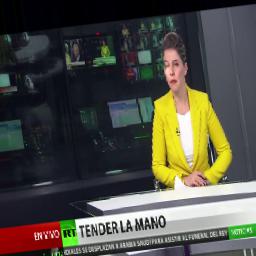 TENDER LA MANO
EN VIVO RT
SE DESPLAZAN A ARABIA SAUDÍ PARA ASISTIR AL FUNERAL DEL REY
NOTICIAS